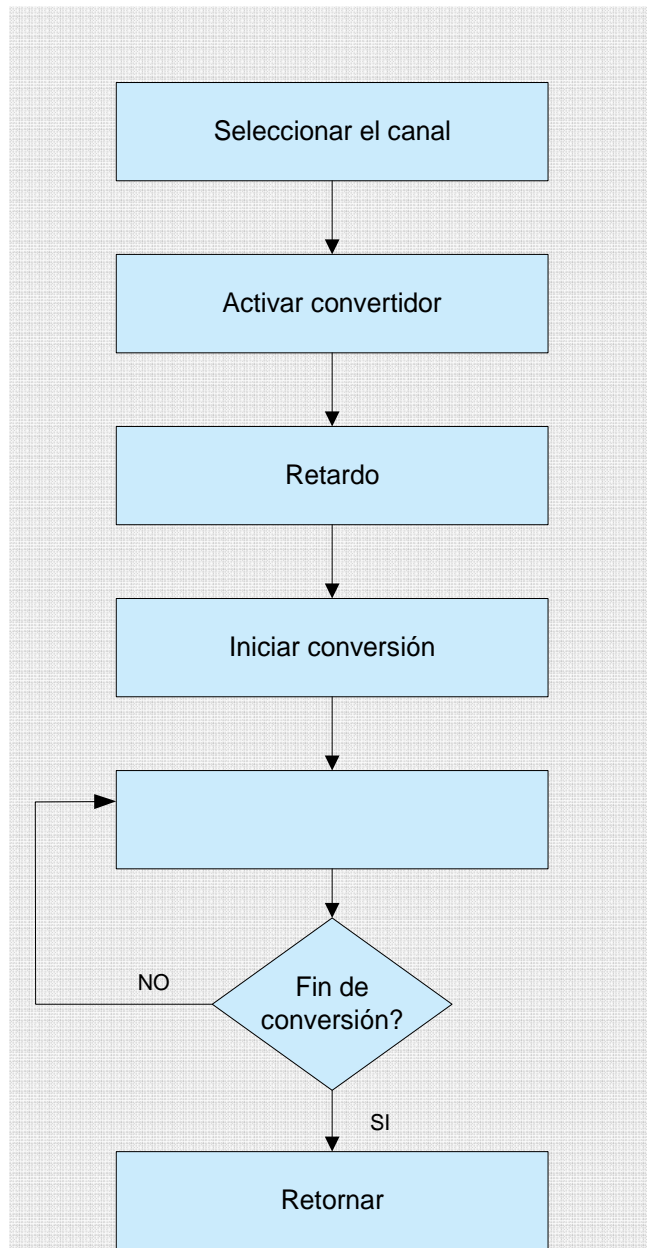 Seleccionar el canal
Activar convertidor
Retardo
Iniciar conversión
NO
Fin de
conversión?
SI
Retornar